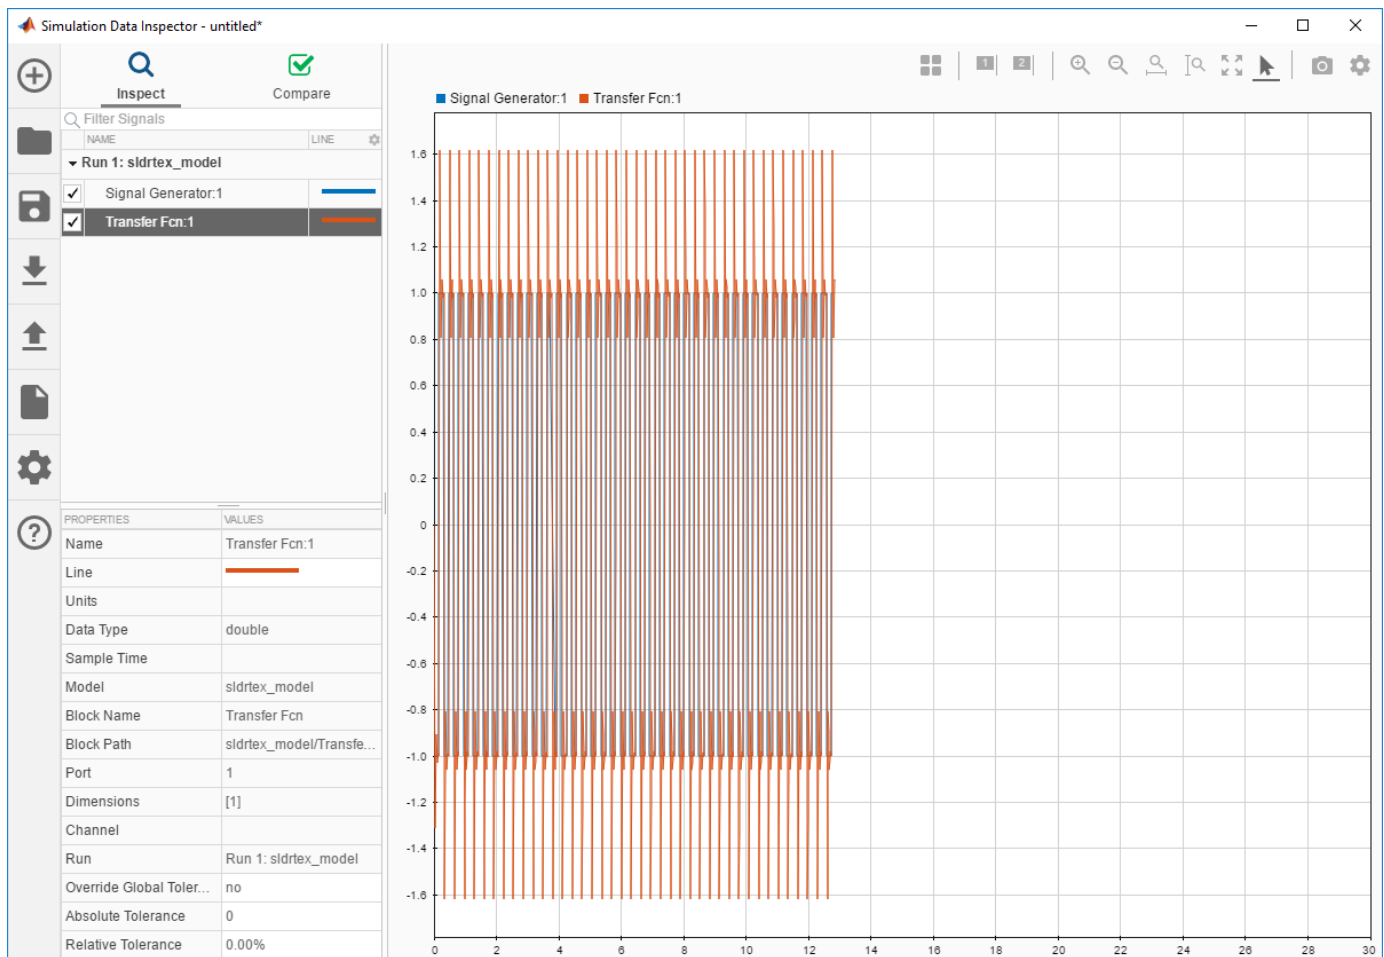 Simulation Data Inspector - untitled*
Inspect
Compare
Filter Signals
NAME LINE
Run 1: sldrtex_model
Signal Generator:1
Transfer Fcn:1
PROPERTIES VALUES
Name Transfer Fcn:1
Line
Units
Data Type double
Sample Time
Model sldrtex_model
Block Name Transfer Fcn
Block Path sldrtex_model/Transfe...
Port 1
Dimensions [1]
Channel
Run Run 1: sldrtex_model
Override Global Toler... no
Absolute Tolerance 0
Relative Tolerance 0.00%
1 2
Signal Generator:1 Transfer Fcn:1
1.6
1.4
1.2
1.0
0.8
0.6
0.4
0.2
0
-0.2
-0.4
-0.6
-0.8
-1.0
-1.2
-1.4
-1.6
0 2 4 6 8 10 12 14 16 18 20 22 24 26 28 30